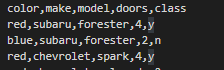 color,make,model,doors,class
red,subaru,forester,4,y
blue,subaru,forester,2,n
red,chevrolet,spark,4,y